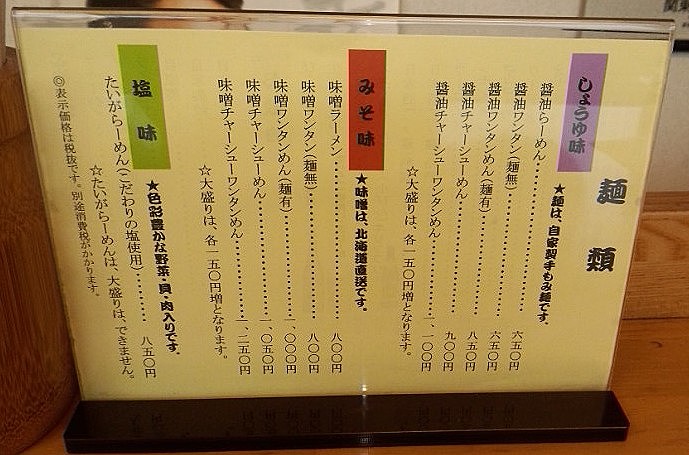 麺類
しょうゆ味
★麺は、自家製手もみ麺です。
醤油らーめん‥‥‥‥‥‥‥‥‥六五〇円
醤油ワンタン(麺無)‥‥‥‥‥‥六五〇円
醤油ワンタンめん(麺有)‥‥‥‥八五〇円
醤油チャーシューめん‥‥‥‥‥九〇〇円
醤油チャーシューワンタンめん‥一、一〇〇円
☆大盛りは、各一五〇円増となります。
みそ味
★味噌は、北海道直送です。
味噌ラーメン‥‥‥‥‥‥‥‥‥八〇〇円
味噌ワンタン(麺無)‥‥‥‥‥‥八〇〇円
味噌ワンタンめん(麺有)‥‥‥‥一、〇〇〇円
味噌チャーシューめん‥‥‥‥‥一、〇五〇円
味噌チャーシューワンタンめん‥一、二五〇円
☆大盛りは、各一五〇円増となります。
塩味
★色彩豊かな野菜・貝・肉入りです。
たいがらーめん(こだわりの塩使用)‥‥‥八五〇円
☆たいがらーめんは、大盛りは、できません。
◎表示価格は税抜です。別途消費税がかかります。